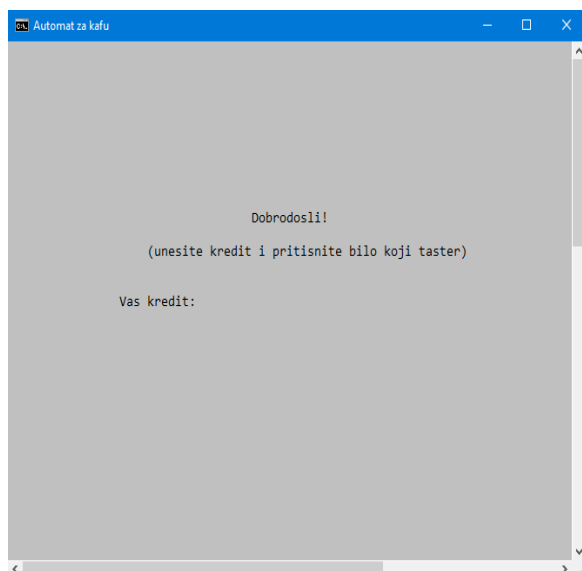 Automat za kafu
Dobrodosli!
(unesite kredit i pritisnite bilo koji taster)
Vas kredit: